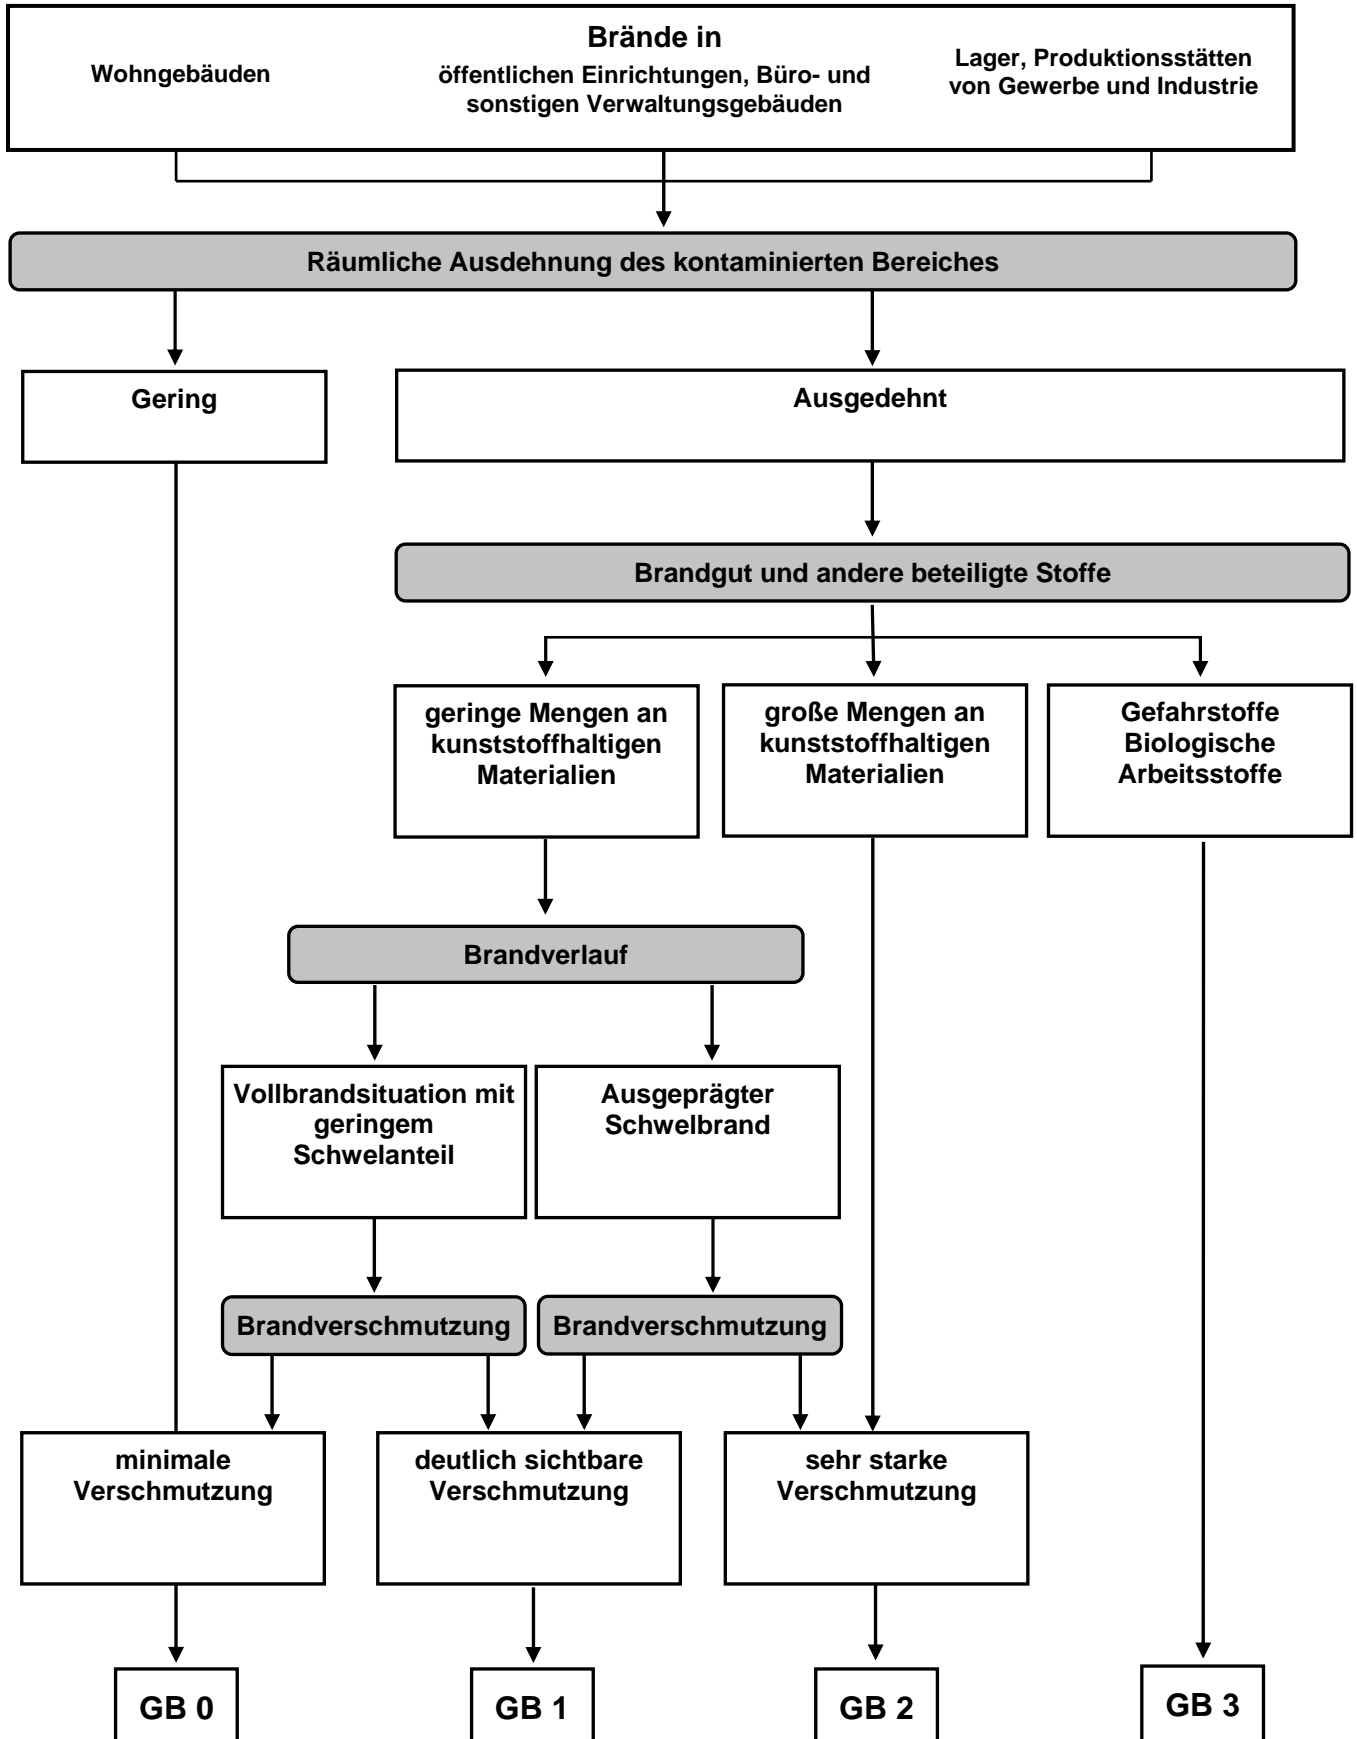 Brände in
Wohngebäuden
öffentlichen Einrichtungen, Büro- und
sonstigen Verwaltungsgebäuden
Lager, Produktionsstätten
von Gewerbe und Industrie
Räumliche Ausdehnung des kontaminierten Bereiches
Gering
Ausgedehnt
Brandgut und andere beteiligte Stoffe
geringe Mengen an
kunststoffhaltigen
Materialien
große Mengen an
kunststoffhaltigen
Materialien
Gefahrstoffe
Biologische
Arbeitsstoffe
Brandverlauf
Vollbrandsituation mit
geringem
Schwelanteil
Ausgeprägter
Schwelbrand
Brandverschmutzung
Brandverschmutzung
minimale
Verschmutzung
deutlich sichtbare
Verschmutzung
sehr starke
Verschmutzung
GB 0
GB 1
GB 2
GB 3